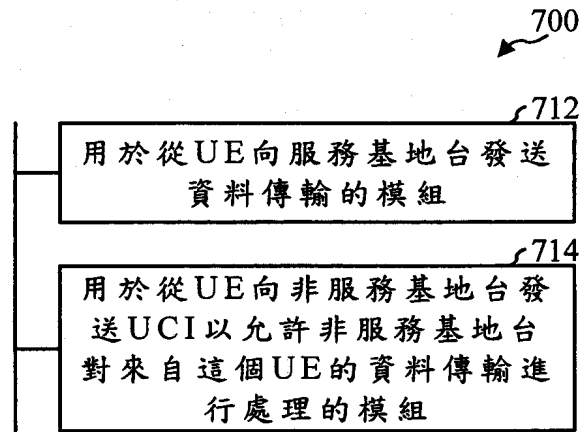 700
712
用於從UE向服務基地台發送
資料傳輸的模組
714
用於從UE向非服務基地台發
送UCI以允許非服務基地台
對來自這個UE的資料傳輸進
行處理的模組